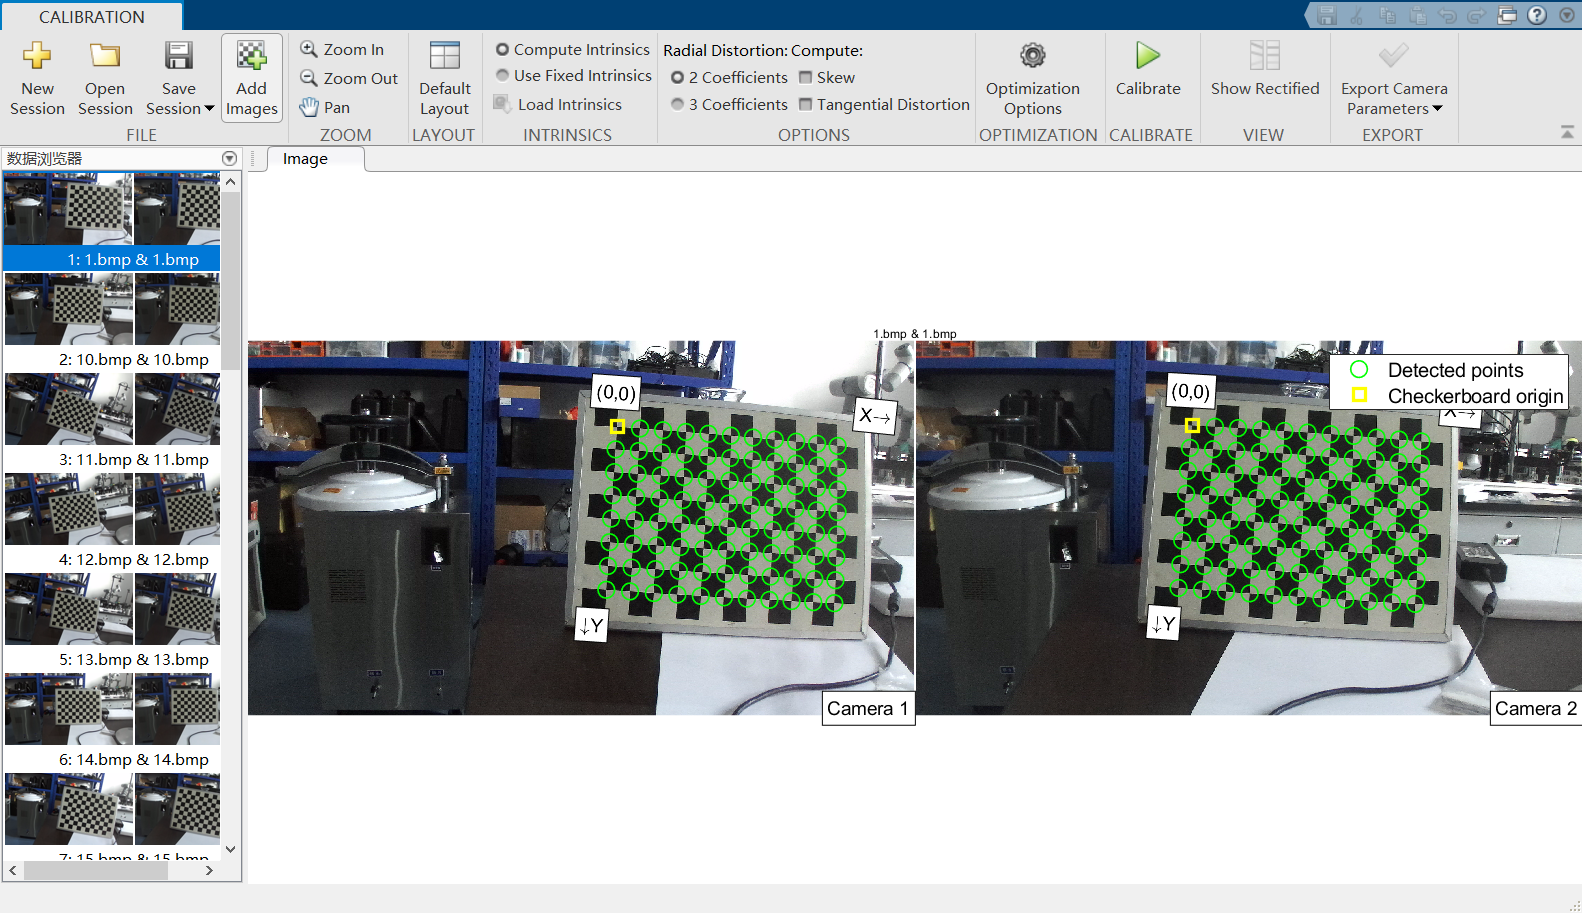 CALIBRATION
New Session
Open Session
Save Session
Add Images
FILE
Zoom In
Zoom Out
Pan
ZOOM
Default Layout
LAYOUT
Compute Intrinsics
Use Fixed Intrinsics
Load Intrinsics
INTRINSICS
Radial Distortion: Compute:
2 Coefficients Skew
3 Coefficients Tangential Distortion
OPTIONS
Optimization Options
OPTIMIZATION
Calibrate
CALIBRATE
Show Rectified
VIEW
Export Camera Parameters
EXPORT
数据浏览器
Image
1: 1.bmp & 1.bmp
2: 10.bmp & 10.bmp
3: 11.bmp & 11.bmp
4: 12.bmp & 12.bmp
5: 13.bmp & 13.bmp
6: 14.bmp & 14.bmp
7: 15.bmp & 15.bmp
1.bmp & 1.bmp
(0,0)
X→
↓Y
Camera 1
(0,0)
Detected points
Checkerboard origin
X→
↓Y
Camera 2